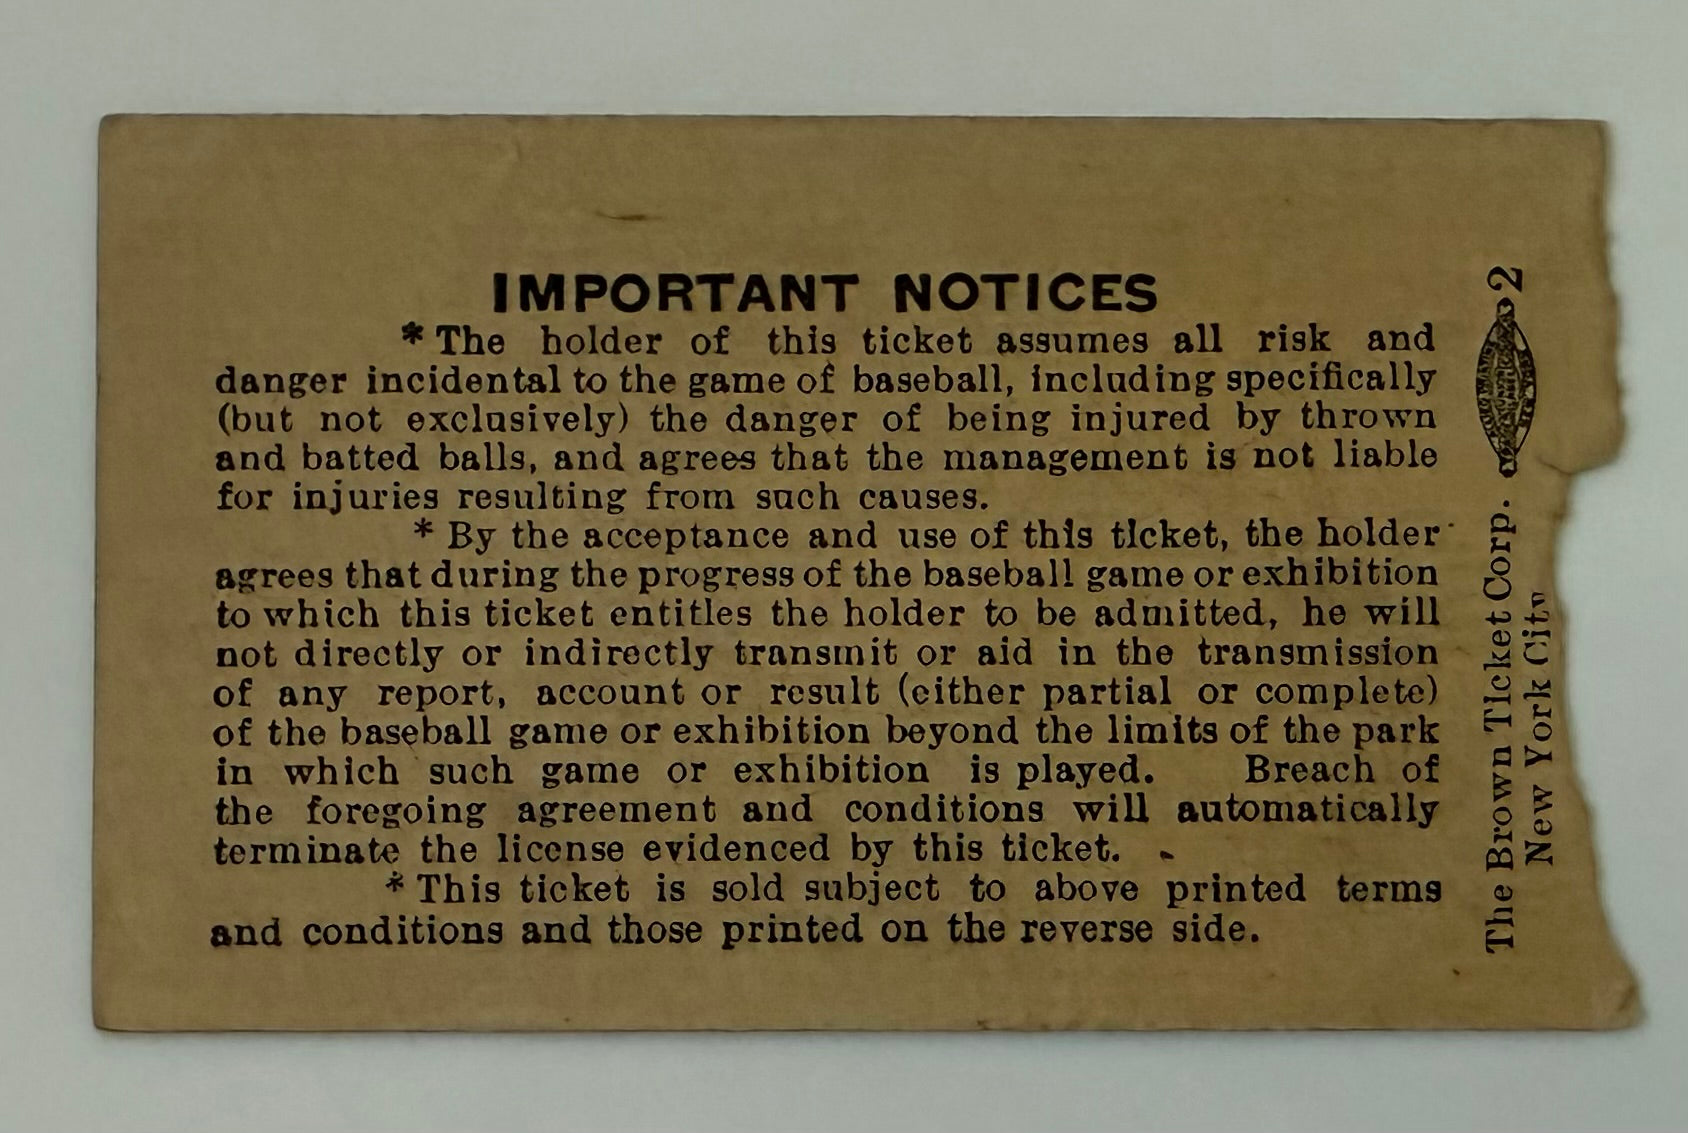 IMPORTANT NOTICES
* The holder of this ticket assumes all risk and
danger incidental to the game of baseball, including specifically
(but not exclusively) the danger of being injured by thrown
and batted balls, and agrees that the management is not liable
for injuries resulting from such causes.
* By the acceptance and use of this ticket, the holder
agrees that during the progress of the baseball game or exhibition
to which this ticket entitles the holder to be admitted, he will
not directly or indirectly transmit or aid in the transmission
of any report, account or result (either partial or complete)
of the baseball game or exhibition beyond the limits of the park
in which such game or exhibition is played. Breach of
the foregoing agreement and conditions will automatically
terminate the license evidenced by this ticket.
* This ticket is sold subject to above printed terms
and conditions and those printed on the reverse side.
The Brown Ticket Corp. 2
New York City